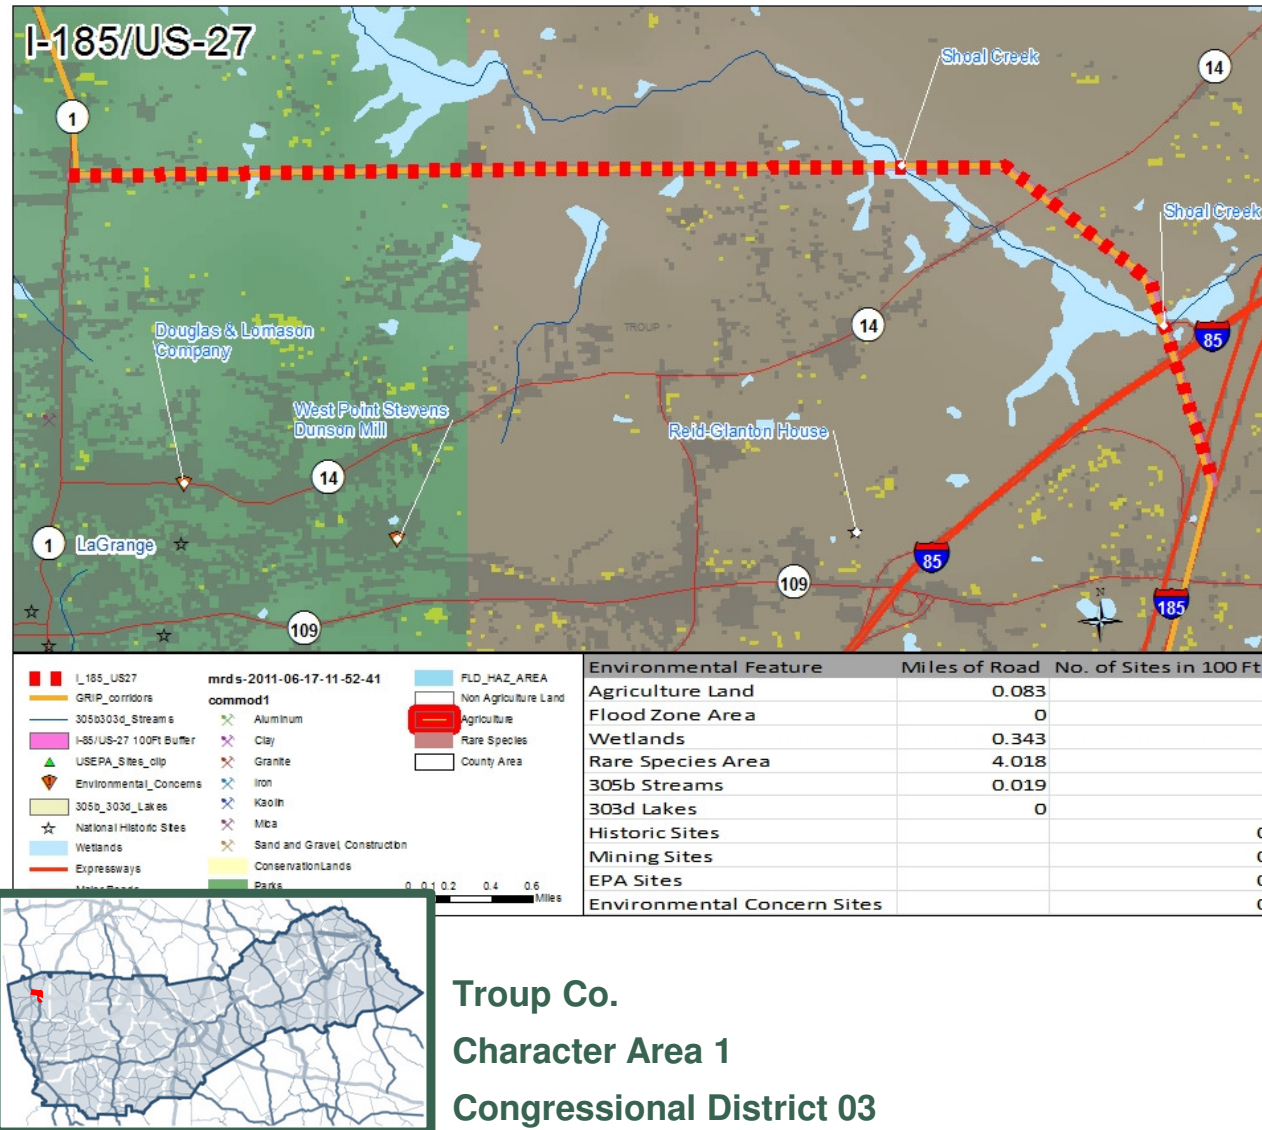 I-185/US-27
Shoal Creek
14
1
Shoal Creek
Douglas & Lomason
Company
TROUP
14
85
West Point Stevens
Dunson Mill
Reid-Glanton House
14
1
LaGrange
85
109
109
185
N
I_185_US27
GRIP_corridors
305b303d_Streams
I-85/US-27 100Ft Buffer
USEPA_Sites_clip
Environmental_Concerns
305b_303d_Lakes
National Historic Sites
Wetlands
Expressways
mrds-2011-06-17-11-52-41
commod1
Aluminum
Clay
Granite
Iron
Kaolin
Mica
Sand and Gravel, Construction
ConservationLands
Parks
FLD_HAZ_AREA
Non Agriculture Land
Agriculture
Rare Species
County Area
0 0.1 0.2 0.4 0.6
Miles
Environmental Feature Miles of Road No. of Sites in 100 Ft
Agriculture Land 0.083
Flood Zone Area 0
Wetlands 0.343
Rare Species Area 4.018
305b Streams 0.019
303d Lakes 0
Historic Sites 0
Mining Sites 0
EPA Sites 0
Environmental Concern Sites 0
Troup Co.
Character Area 1
Congressional District 03